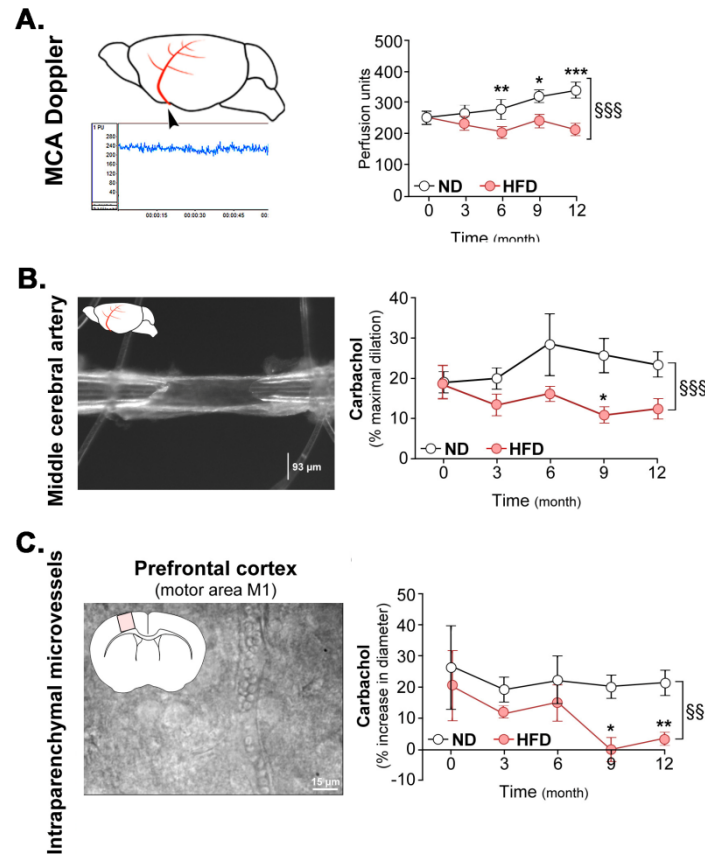 A.
MCA Doppler
1 PU
280
240
200
160
120
80
40
00:00:15
00:00:30
00:00:45
00:
500
400
300
200
100
0
Perfusion units
** * ***
§§§
ND HFD
0 3 6 9 12
Time (month)
B.
Middle cerebral artery
93 µm
40
30
20
10
0
Carbachol
(% maximal dilation)
*
§§§
ND HFD
0 3 6 9 12
Time (month)
C.
Intraparenchymal microvessels
Prefrontal cortex
(motor area M1)
15 µm
50
40
30
20
10
0
-10
Carbachol
(% increase in diameter)
* **
§§
ND HFD
0 3 6 9 12
Time (month)